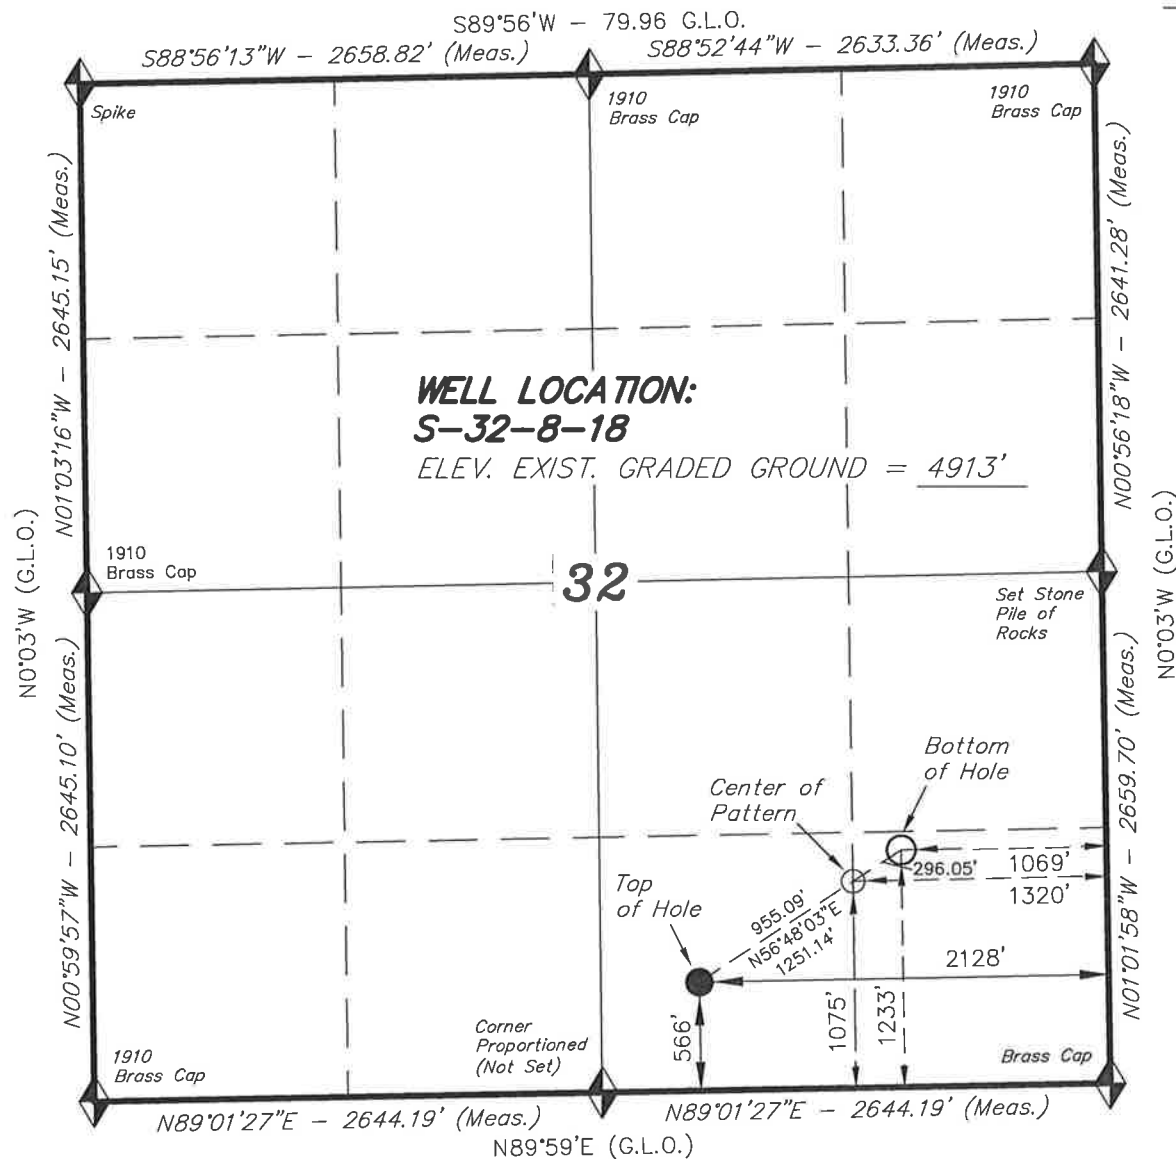 S89°56'W – 79.96 G.L.O.
S88°56'13"W – 2658.82' (Meas.)
S88°52'44"W – 2633.36' (Meas.)
Spike
1910
Brass Cap
1910
Brass Cap
N01°03'16"W – 2645.15' (Meas.)
N00°56'18"W – 2641.28' (Meas.)
WELL LOCATION:
S–32–8–18
ELEV. EXIST. GRADED GROUND = 4913'
N0°03'W (G.L.O.)
N0°03'W (G.L.O.)
1910
Brass Cap
32
Set Stone
Pile of
Rocks
N00°59'57"W – 2645.10' (Meas.)
N01°01'58"W – 2659.70' (Meas.)
Bottom
of Hole
Center of
Pattern
Top
of Hole
296.05'
1069'
1320'
955.09'
N56°48'03"E
1251.14'
2128'
566'
1075'
1233'
1910
Brass Cap
Corner
Proportioned
(Not Set)
Brass Cap
N89°01'27"E – 2644.19' (Meas.)
N89°01'27"E – 2644.19' (Meas.)
N89°59'E (G.L.O.)